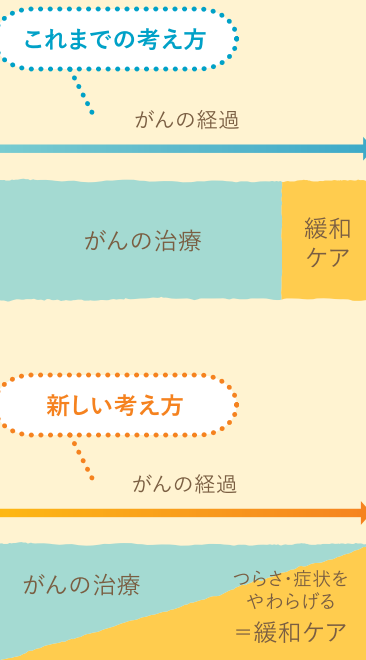 これまでの考え方
がんの経過
がんの治療
緩和
ケア
新しい考え方
がんの経過
がんの治療
つらさ・症状を
やわらげる
＝緩和ケア